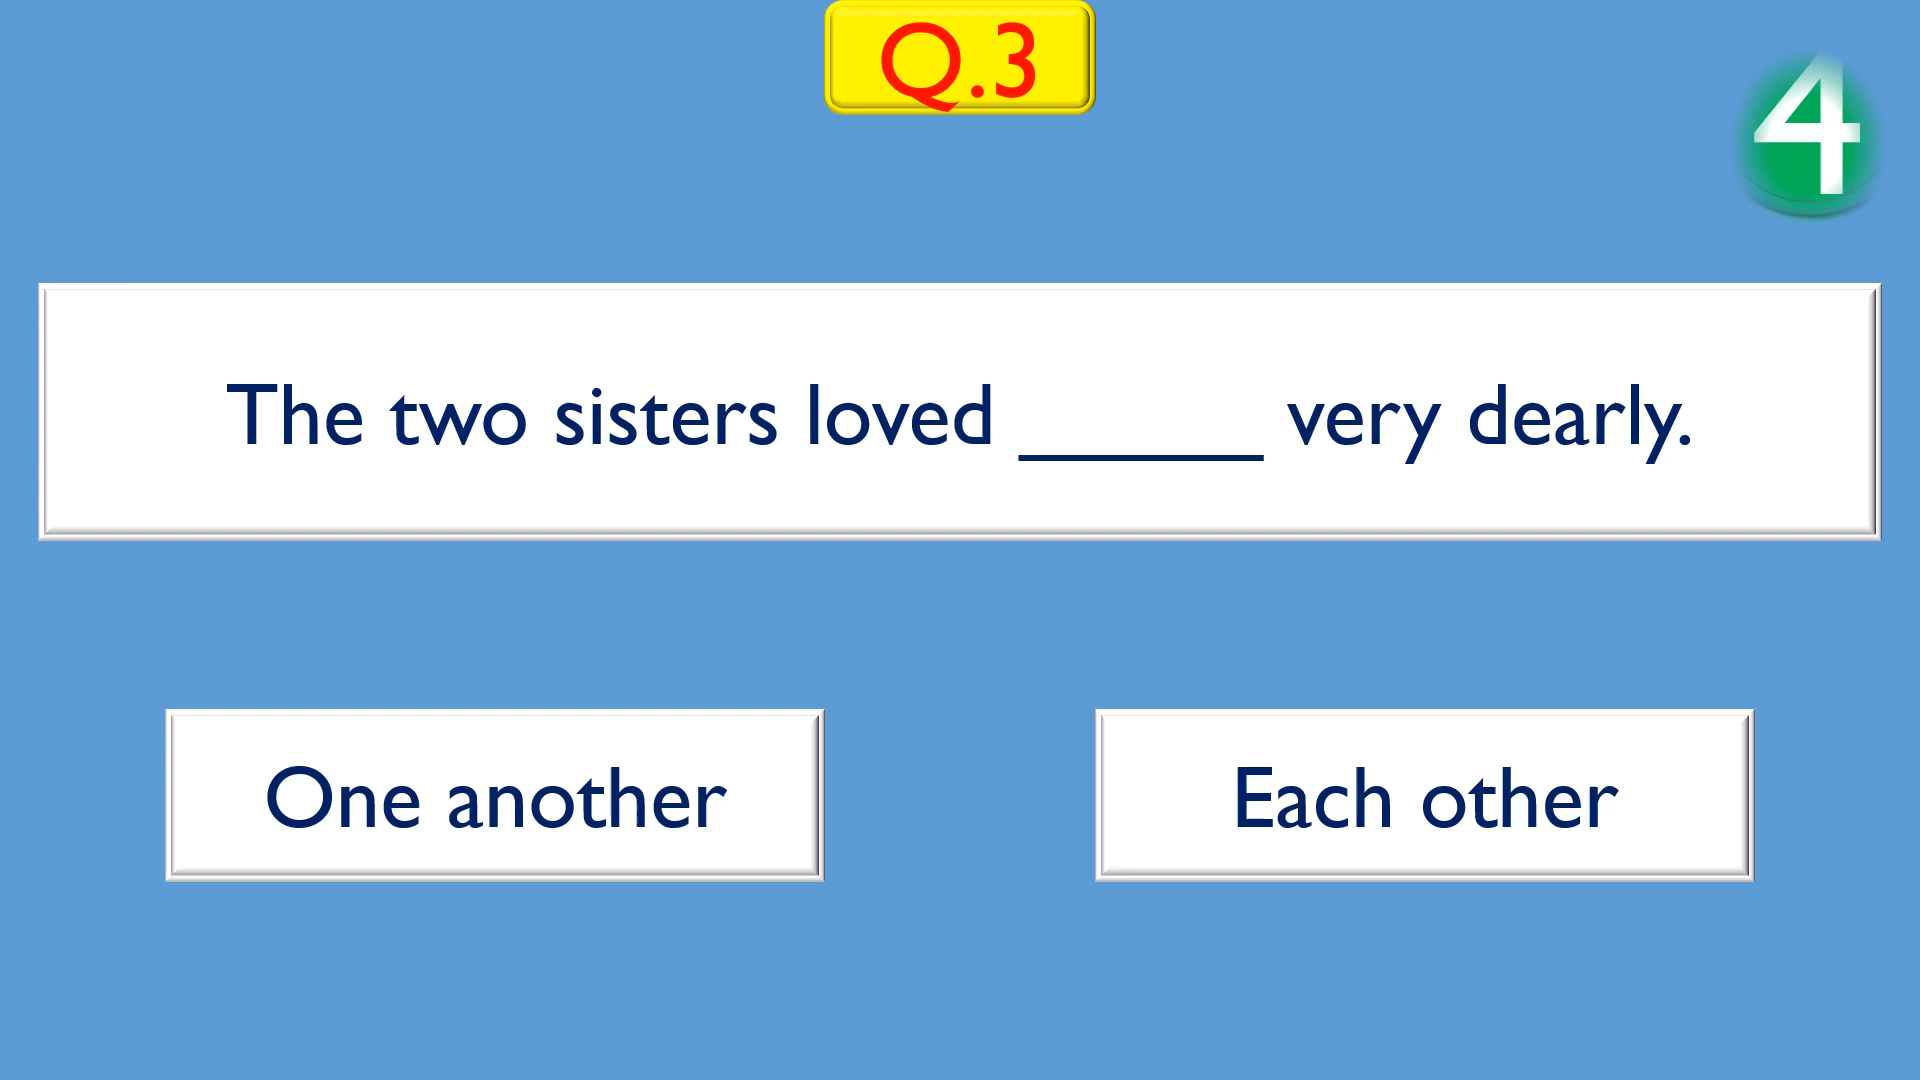 Q.3
4
The two sisters loved ______ very dearly.
One another
Each other